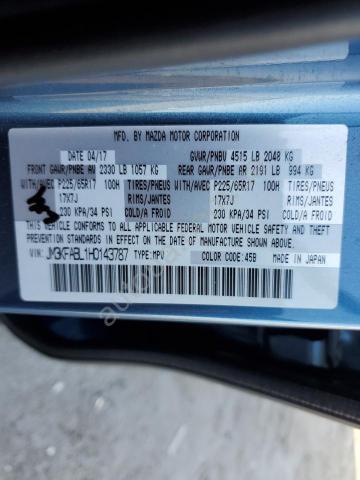 MFD. BY MAZDA MOTOR CORPORATION
DATE 04/17 GVWR/PNBV 4515 LB 2048 KG
FRONT GAWR/PNBE AV 2330 LB 1057 KG REAR GAWR/PNBE AR 2191 LB 994 KG
WITH/AVEC P225/65R17 100H TIRES/PNEUS WITH/AVEC P225/65R17 100H TIRES/PNEUS
17X7J RIMS/JANTES 17X7J RIMS/JANTES
230 KPA/34 PSI COLD/A FROID 230 KPA/34 PSI COLD/A FROID
THIS VEHICLE CONFORMS TO ALL APPLICABLE FEDERAL MOTOR VEHICLE SAFETY,
BUMPER, AND THEFT PREVENTION STANDARDS IN EFFECT
ON THE DATE OF MANUFACTURE SHOWN ABOVE.
VIN: JM3KFABL1H0143787 TYPE: MPV COLOR CODE: 45B MADE IN JAPAN